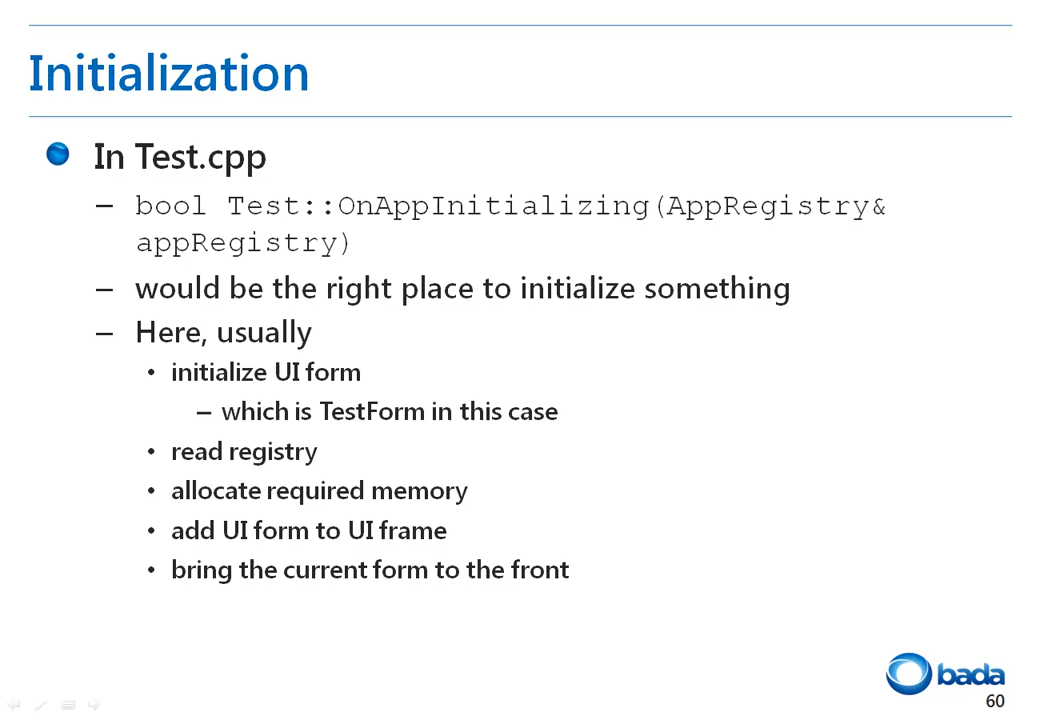 Initialization
In Test.cpp
– bool Test::OnAppInitializing(AppRegistry&
appRegistry)
– would be the right place to initialize something
– Here, usually
• initialize UI form
– which is TestForm in this case
• read registry
• allocate required memory
• add UI form to UI frame
• bring the current form to the front
bada
60